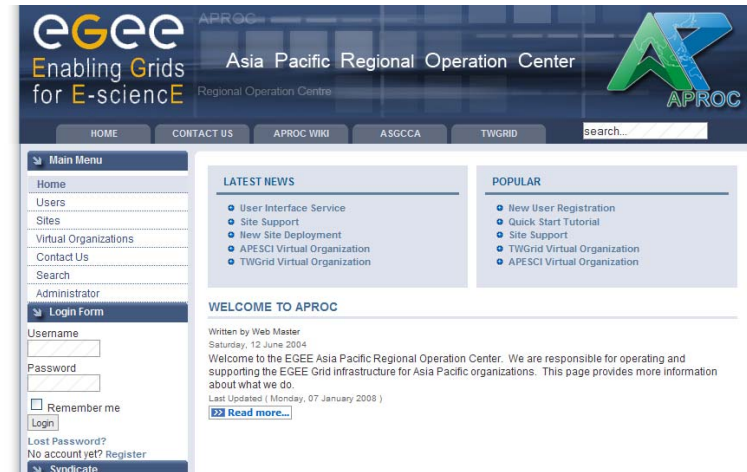 egee
Enabling Grids
for E-sciencE
APROC
Asia Pacific Regional Operation Center
Regional Operation Centre
APROC
HOME
CONTACT US
APROC WIKI
ASGCCA
TWGRID
search...
Main Menu
Home
Users
Sites
Virtual Organizations
Contact Us
Search
Administrator
Login Form
Username
Password
Remember me
Login
Lost Password?
No account yet? Register
Syndicate
LATEST NEWS
User Interface Service
Site Support
New Site Deployment
APESCI Virtual Organization
TWGrid Virtual Organization
POPULAR
New User Registration
Quick Start Tutorial
Site Support
TWGrid Virtual Organization
APESCI Virtual Organization
WELCOME TO APROC
Written by Web Master
Saturday, 12 June 2004
Welcome to the EGEE Asia Pacific Regional Operation Center. We are responsible for operating and
supporting the EGEE Grid infrastructure for Asia Pacific organizations. This page provides more information
about what we do.
Last Updated ( Monday, 07 January 2008 )
Read more...